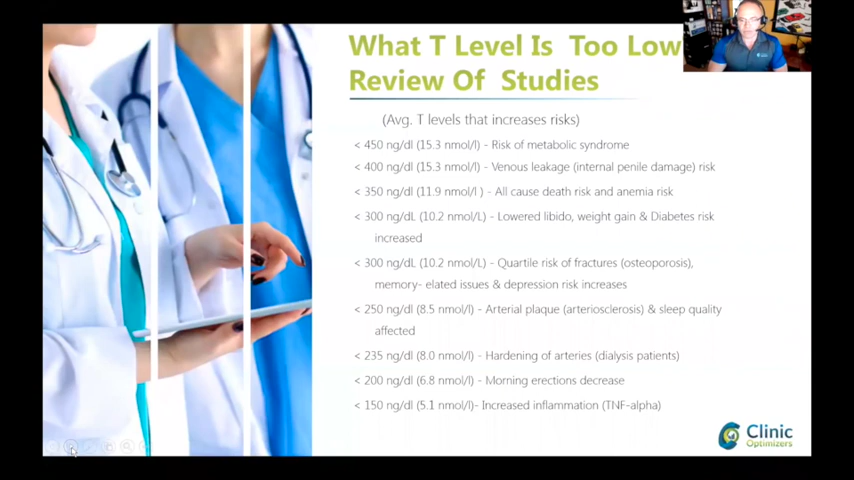 What T Level Is Too Low
Review Of Studies
(Avg. T levels that increases risks)
< 450 ng/dl (15.3 nmol/l) - Risk of metabolic syndrome
< 400 ng/dl (15.3 nmol/l) - Venous leakage (internal penile damage) risk
< 350 ng/dl (11.9 nmol/l ) - All cause death risk and anemia risk
< 300 ng/dL (10.2 nmol/L) - Lowered libido, weight gain & Diabetes risk
increased
< 300 ng/dL (10.2 nmol/L) - Quartile risk of fractures (osteoporosis),
memory- elated issues & depression risk increases
< 250 ng/dl (8.5 nmol/l) - Arterial plaque (arteriosclerosis) & sleep quality
affected
< 235 ng/dl (8.0 nmol/l) - Hardening of arteries (dialysis patients)
< 200 ng/dl (6.8 nmol/l) - Morning erections decrease
< 150 ng/dl (5.1 nmol/l)- Increased inflammation (TNF-alpha)
Clinic
Optimizers